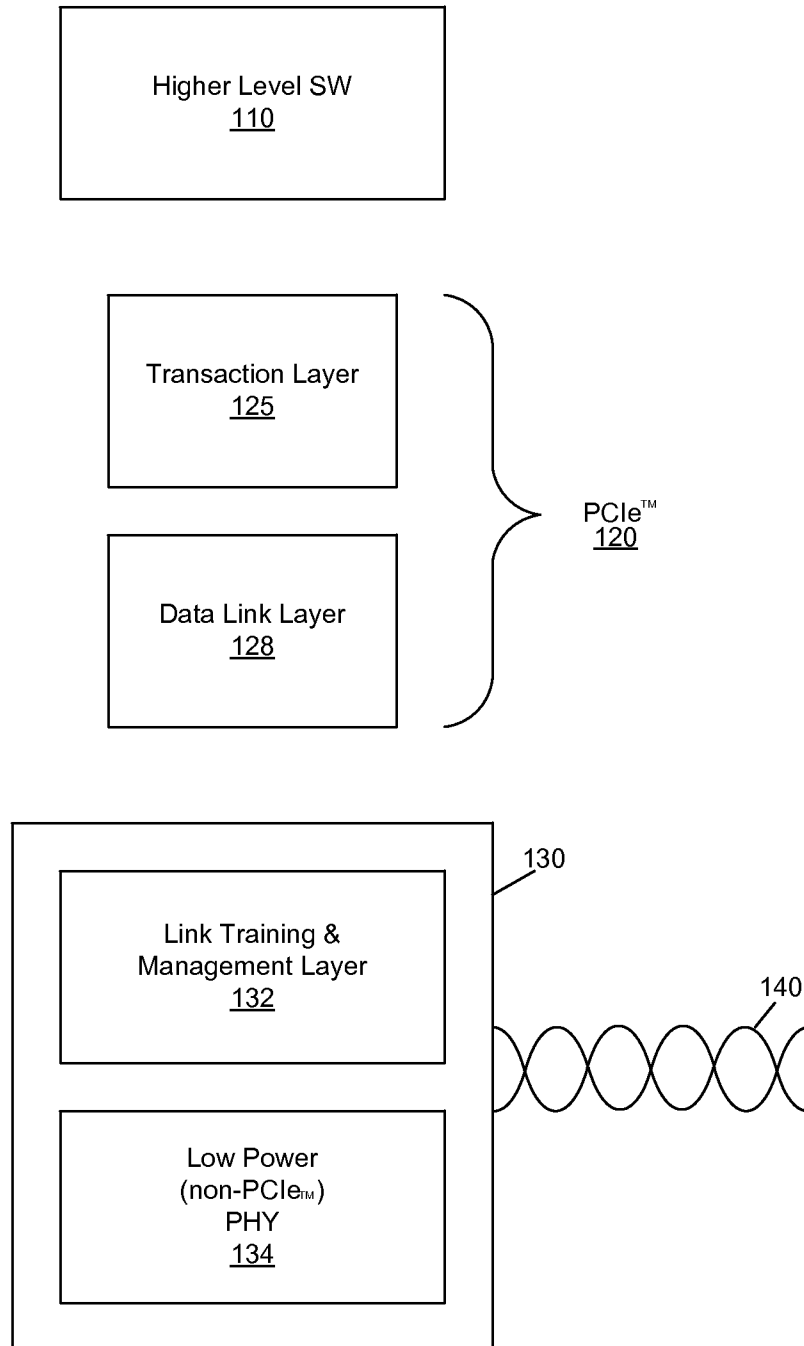 Higher Level SW
110
Transaction Layer
125
PCIe™
120
Data Link Layer
128
130
Link Training &
Management Layer
132
140
Low Power
(non-PCIe™)
PHY
134